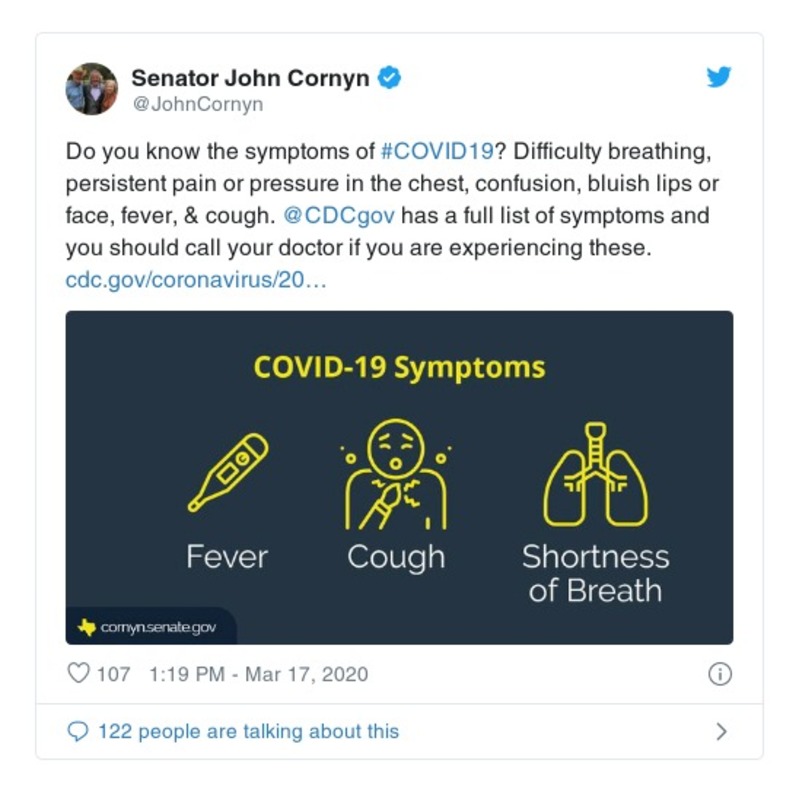 Senator John Cornyn
@JohnCornyn
Do you know the symptoms of #COVID19? Difficulty breathing,
persistent pain or pressure in the chest, confusion, bluish lips or
face, fever, & cough. @CDCgov has a full list of symptoms and
you should call your doctor if you are experiencing these.
cdc.gov/coronavirus/20…
COVID-19 Symptoms
Fever
Cough
Shortness
of Breath
cornyn.senate.gov
107 1:19 PM - Mar 17, 2020
122 people are talking about this